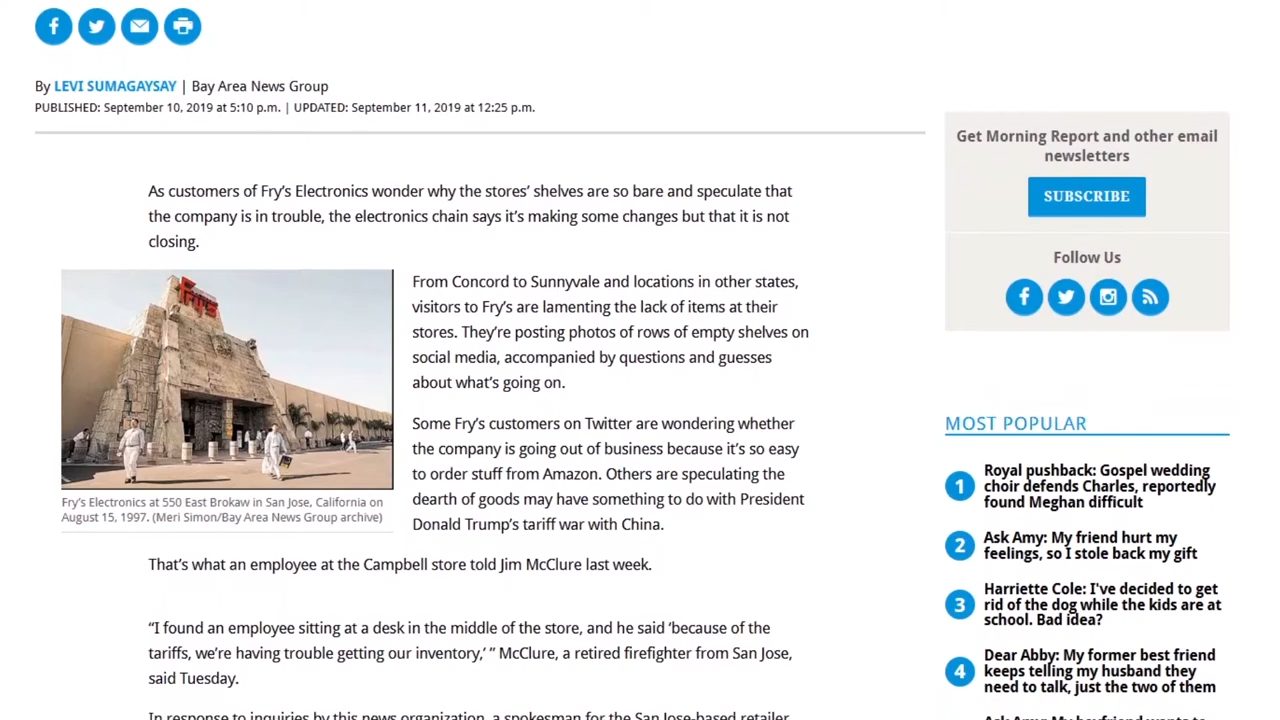 By LEVI SUMAGAYSAY | Bay Area News Group
PUBLISHED: September 10, 2019 at 5:10 p.m. | UPDATED: September 11, 2019 at 12:25 p.m.
As customers of Fry's Electronics wonder why the stores' shelves are so bare and speculate that
the company is in trouble, the electronics chain says it's making some changes but that it is not
closing.
Fry's
Fry's Electronics at 550 East Brokaw in San Jose, California on
August 15, 1997. (Meri Simon/Bay Area News Group archive)
From Concord to Sunnyvale and locations in other states,
visitors to Fry's are lamenting the lack of items at their
stores. They're posting photos of rows of empty shelves on
social media, accompanied by questions and guesses
about what's going on.
Some Fry's customers on Twitter are wondering whether
the company is going out of business because it's so easy
to order stuff from Amazon. Others are speculating the
dearth of goods may have something to do with President
Donald Trump's tariff war with China.
That's what an employee at the Campbell store told Jim McClure last week.
“I found an employee sitting at a desk in the middle of the store, and he said ‘because of the
tariffs, we're having trouble getting our inventory,’ ” McClure, a retired firefighter from San Jose,
said Tuesday.
In response to inquiries by this news organization, a spokesman for the San Jose-based retailer
Get Morning Report and other email
newsletters
SUBSCRIBE
Follow Us
MOST POPULAR
1 Royal pushback: Gospel wedding
choir defends Charles, reportedly
found Meghan difficult
2 Ask Amy: My friend hurt my
feelings, so I stole back my gift
3 Harriette Cole: I've decided to get
rid of the dog while the kids are at
school. Bad idea?
4 Dear Abby: My former best friend
keeps telling my husband they
need to talk, just the two of them
Ask Amy: My boyfriend wants to